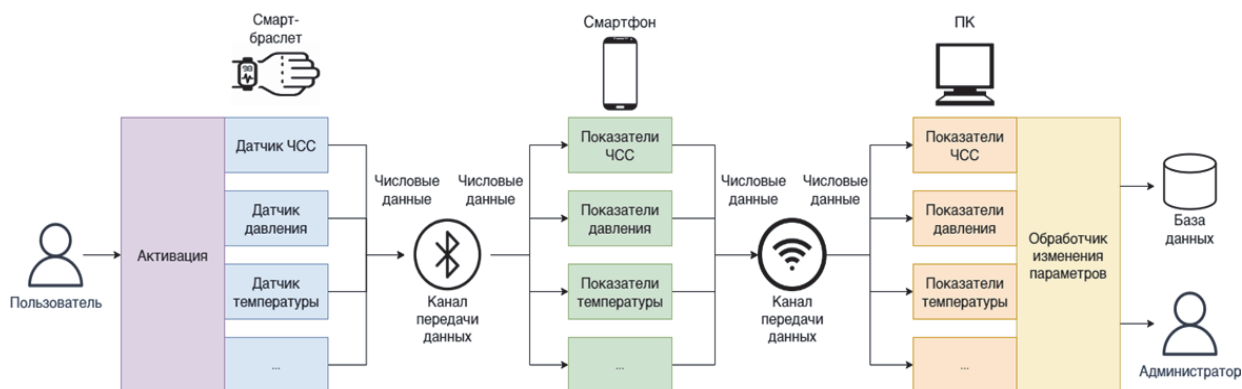 Смарт-
браслет
Смартфон
ПК
98
Пользователь
Активация
Датчик ЧСС
Датчик
давления
Датчик
температуры
...
Числовые
данные
Канал
передачи
данных
Числовые
данные
Показатели
ЧСС
Показатели
давления
Показатели
температуры
...
Числовые
данные
Канал
передачи
данных
Числовые
данные
Показатели
ЧСС
Показатели
давления
Показатели
температуры
...
Обработчик
изменения
параметров
База
данных
Администратор